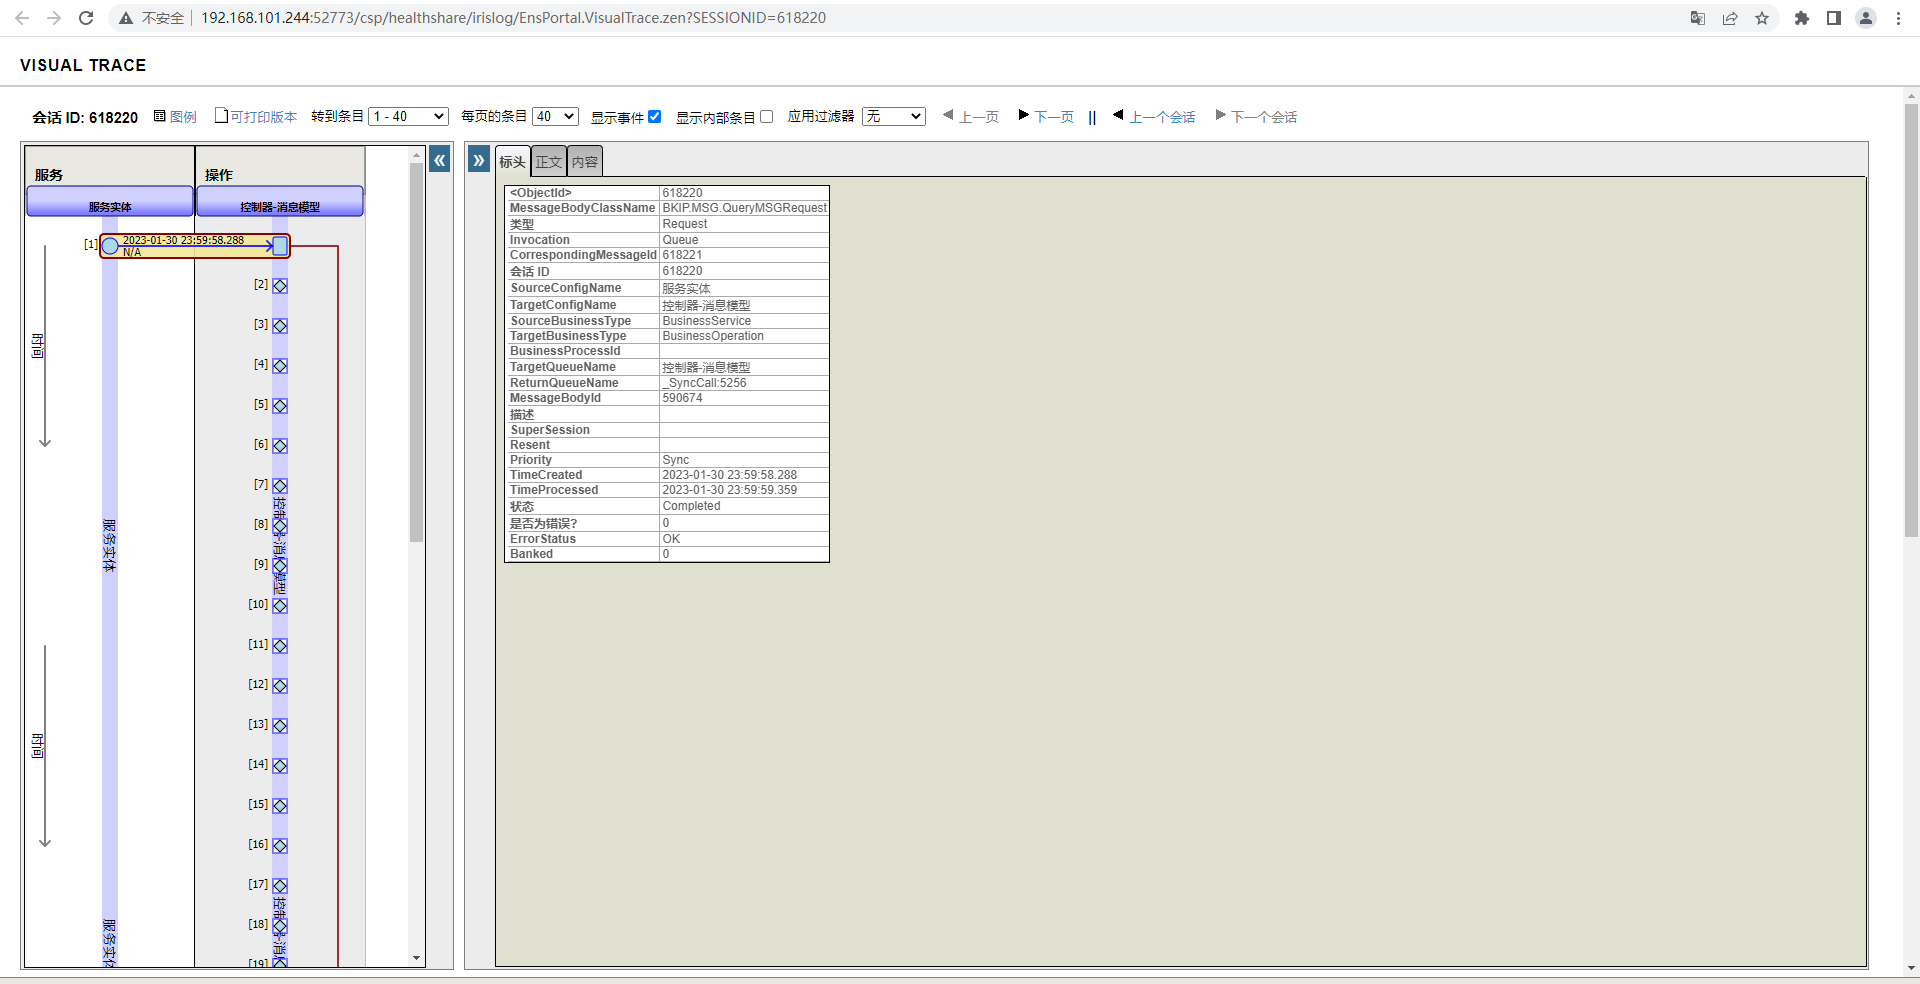 不安全 192.168.101.244:52773/csp/healthshare/irislog/EnsPortal.VisualTrace.zen?SESSIONID=618220
VISUAL TRACE
会话 ID: 618220 图例 可打印版本 转到条目 1 - 40 每页的条目 40 显示事件 显示内部条目 应用过滤器 无 上一页 下一页 || 上一个会话 下一个会话
服务 操作
服务实体 控制器-消息模型
[1] 2023-01-30 23:59:58.288
N/A
[2]
[3]
时间
[4]
[5]
[6]
[7]
[8]
服务实体
控制器-消息模型
[9]
[10]
[11]
[12]
[13]
时间
[14]
[15]
[16]
[17]
[18]
服务实体
[19]
« »
标头 正文 内容
<ObjectId> 618220
MessageBodyClassName BKIP.MSG.QueryMSGRequest
类型 Request
Invocation Queue
CorrespondingMessageId 618221
会话 ID 618220
SourceConfigName 服务实体
TargetConfigName 控制器-消息模型
SourceBusinessType BusinessService
TargetBusinessType BusinessOperation
BusinessProcessId
TargetQueueName 控制器-消息模型
ReturnQueueName _SyncCall:5256
MessageBodyId 590674
描述
SuperSession
Resent
Priority Sync
TimeCreated 2023-01-30 23:59:58.288
TimeProcessed 2023-01-30 23:59:59.359
状态 Completed
是否为错误? 0
ErrorStatus OK
Banked 0